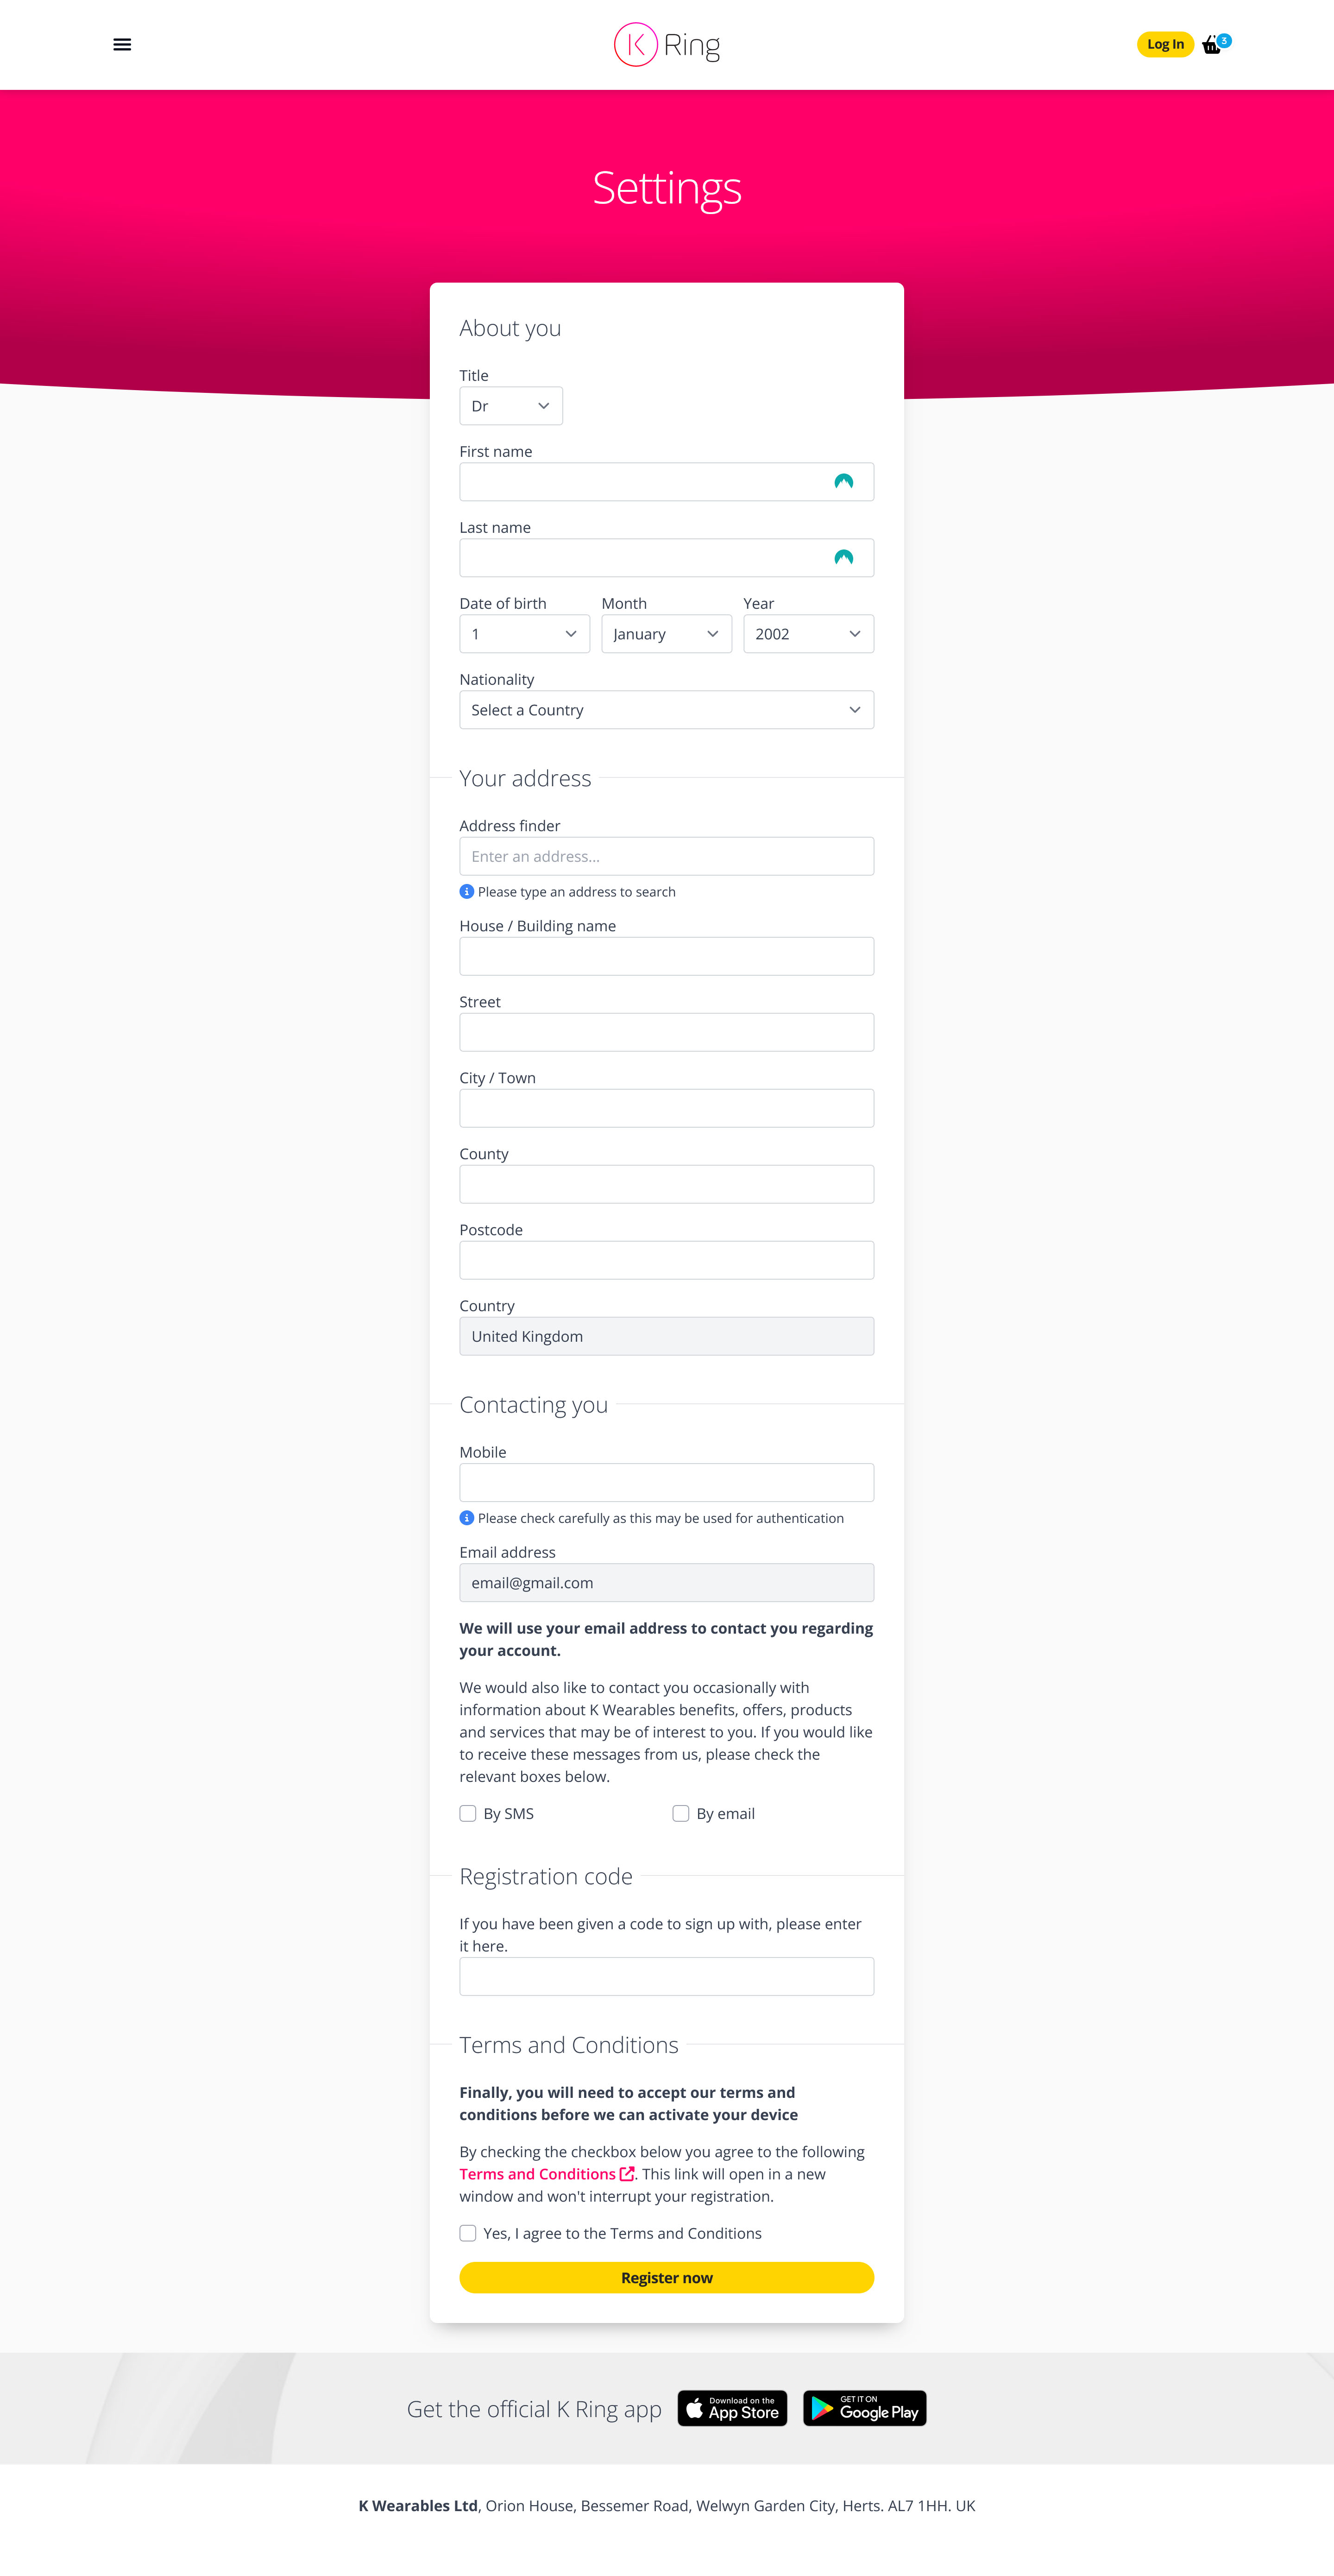 K Ring
Log In
3
Settings
About you
Title
Dr
First name
Last name
Date of birth Month Year
1 January 2002
Nationality
Select a Country
Your address
Address finder
Enter an address...
Please type an address to search
House / Building name
Street
City / Town
County
Postcode
Country
United Kingdom
Contacting you
Mobile
Please check carefully as this may be used for authentication
Email address
email@gmail.com
We will use your email address to contact you regarding
your account.
We would also like to contact you occasionally with
information about K Wearables benefits, offers, products
and services that may be of interest to you. If you would like
to receive these messages from us, please check the
relevant boxes below.
By SMS By email
Registration code
If you have been given a code to sign up with, please enter
it here.
Terms and Conditions
Finally, you will need to accept our terms and
conditions before we can activate your device
By checking the checkbox below you agree to the following
Terms and Conditions. This link will open in a new
window and won't interrupt your registration.
Yes, I agree to the Terms and Conditions
Register now
Get the official K Ring app
Download on the
App Store
GET IT ON
Google Play
K Wearables Ltd, Orion House, Bessemer Road, Welwyn Garden City, Herts. AL7 1HH. UK